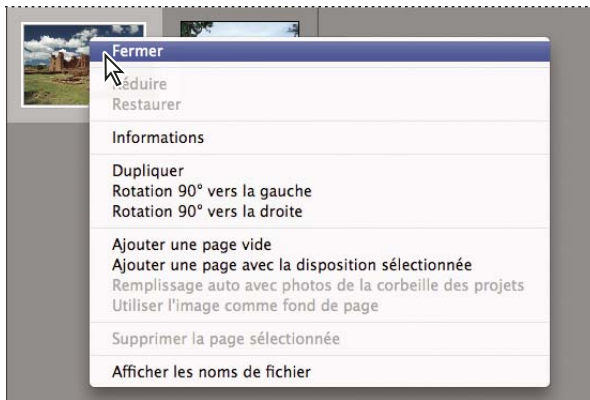 Fermer
Réduire
Restaurer
Informations
Dupliquer
Rotation 90° vers la gauche
Rotation 90° vers la droite
Ajouter une page vide
Ajouter une page avec la disposition sélectionnée
Remplissage auto avec photos de la corbeille des projets
Utiliser l'image comme fond de page
Supprimer la page sélectionnée
Afficher les noms de fichier